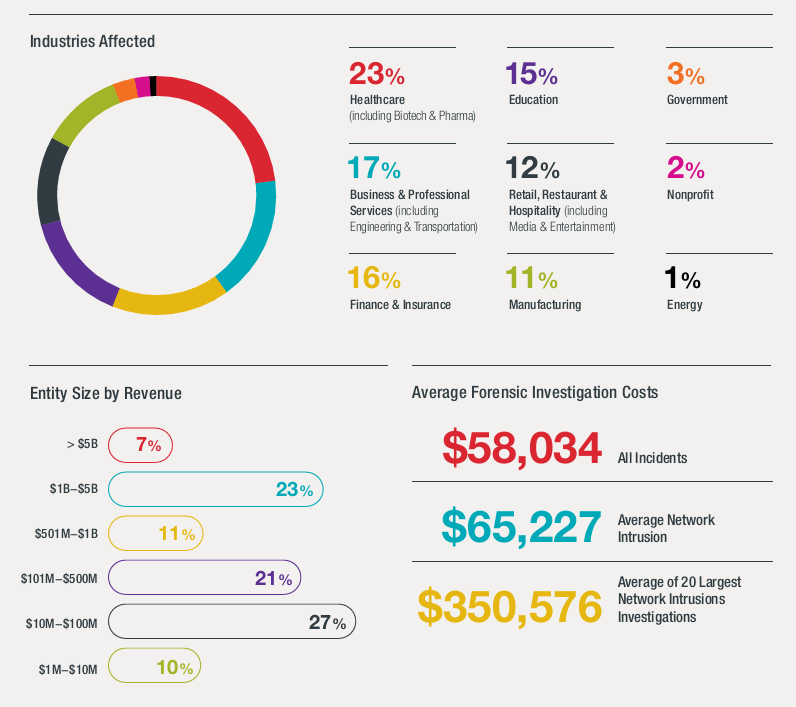 Industries Affected
23%
Healthcare
(including Biotech & Pharma)
15%
Education
3%
Government
17%
Business & Professional
Services (including
Engineering & Transportation)
12%
Retail, Restaurant &
Hospitality (including
Media & Entertainment)
2%
Nonprofit
16%
Finance & Insurance
11%
Manufacturing
1%
Energy
Entity Size by Revenue
> $5B 7%
$1B–$5B 23%
$501M–$1B 11%
$101M–$500M 21%
$10M–$100M 27%
$1M–$10M 10%
Average Forensic Investigation Costs
$58,034 All Incidents
$65,227 Average Network
Intrusion
$350,576 Average of 20 Largest
Network Intrusions
Investigations